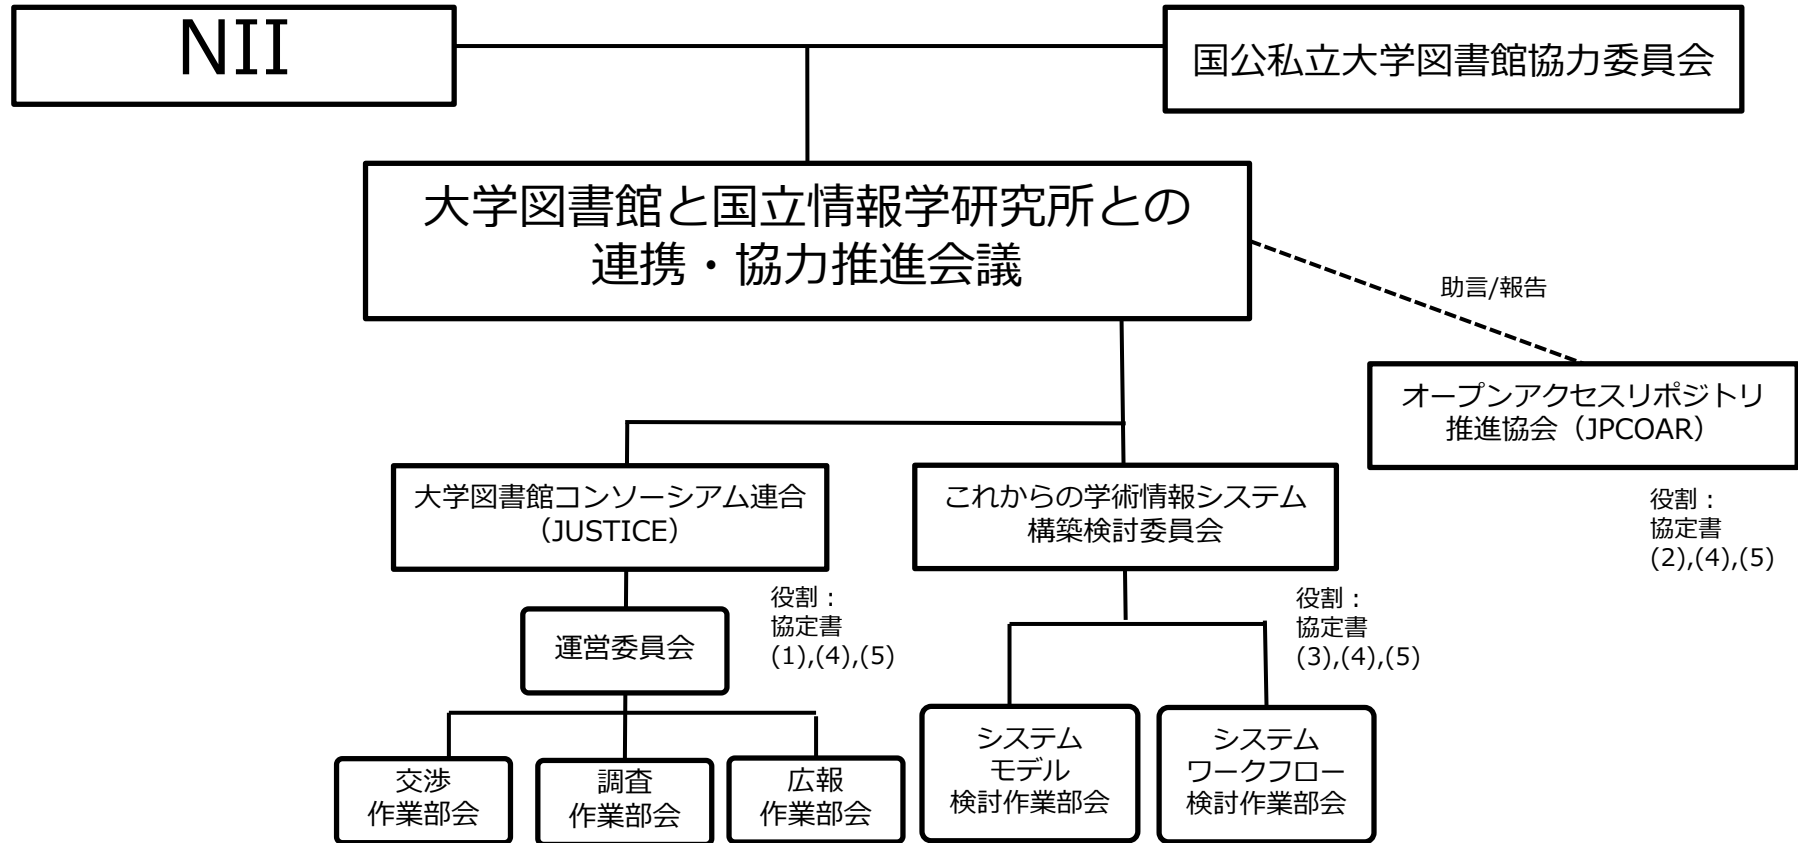 NII
国公私立大学図書館協力委員会
大学図書館と国立情報学研究所との
連携・協力推進会議
助言/報告
オープンアクセスリポジトリ
推進協会（JPCOAR）
役割：
協定書
(2),(4),(5)
大学図書館コンソーシアム連合
（JUSTICE）
これからの学術情報システム
構築検討委員会
役割：
協定書
(1),(4),(5)
役割：
協定書
(3),(4),(5)
運営委員会
交渉
作業部会
調査
作業部会
広報
作業部会
システム
モデル
検討作業部会
システム
ワークフロー
検討作業部会